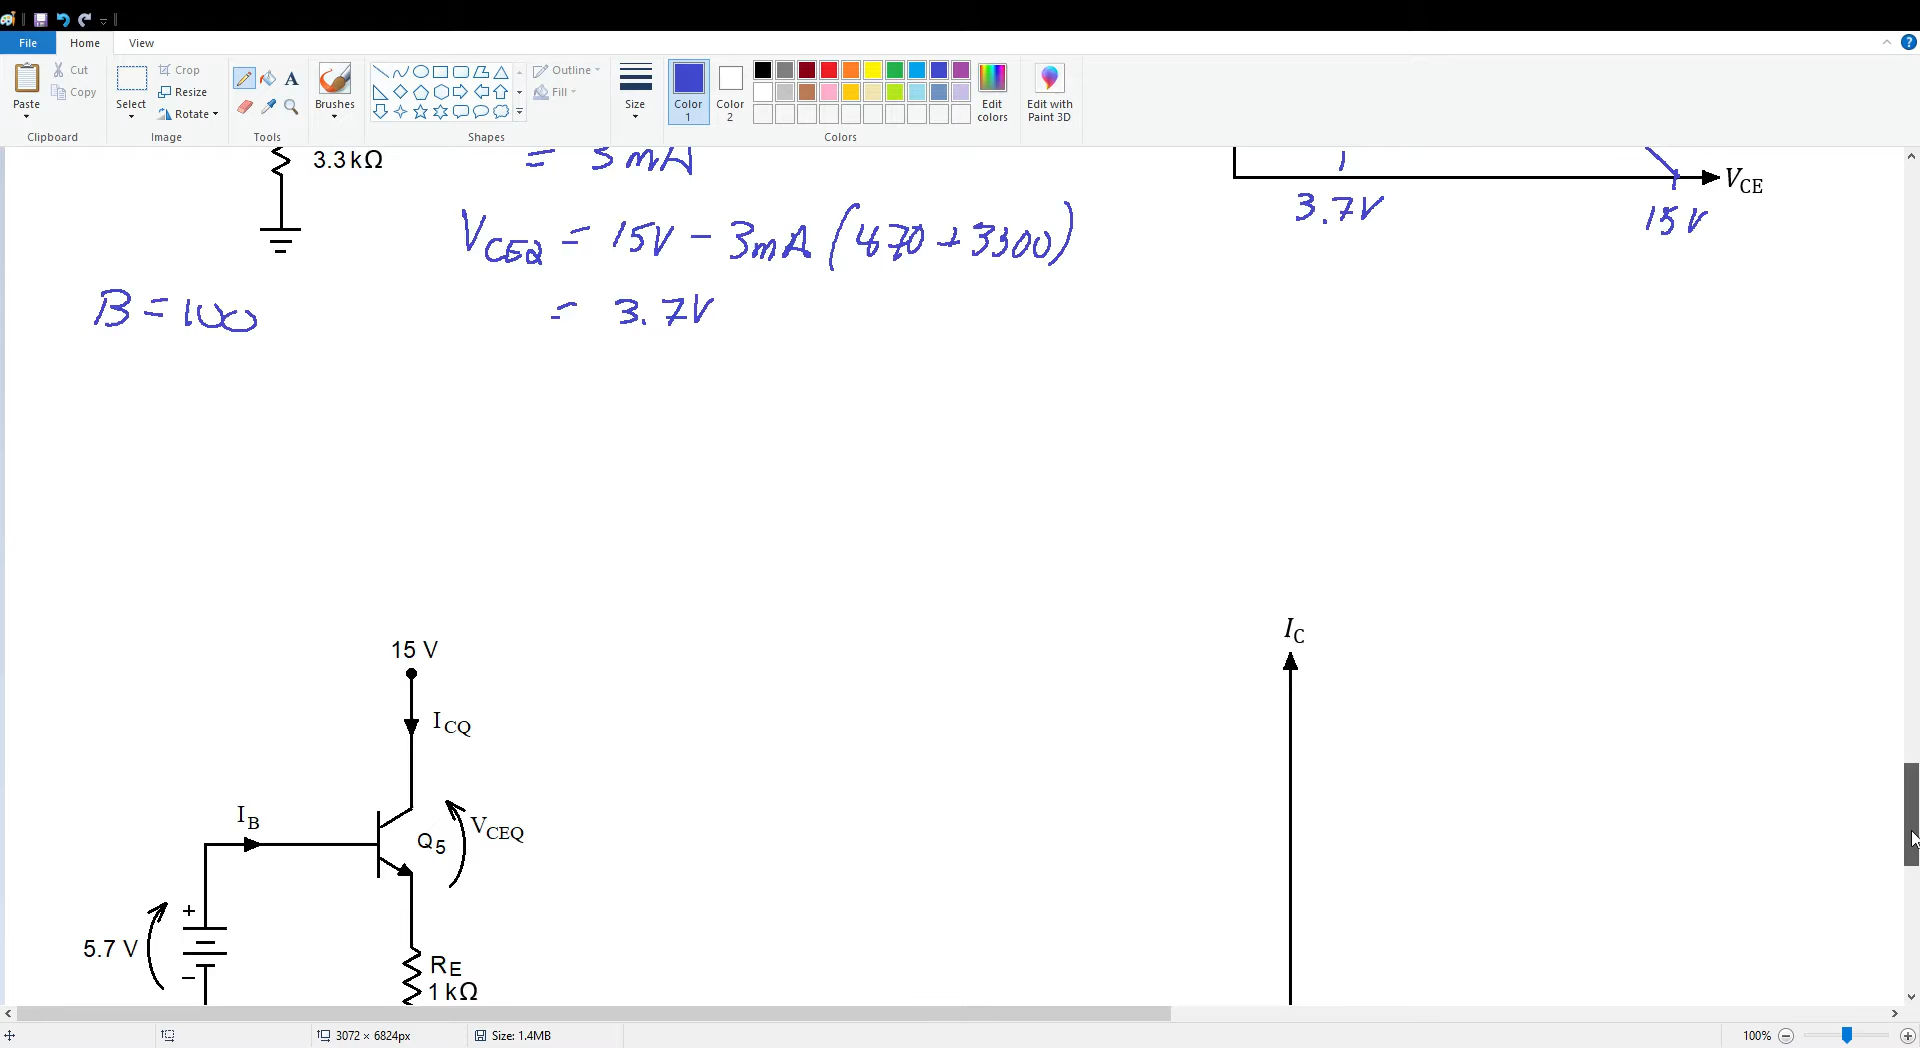 File Home View
Paste
Cut
Copy
Clipboard
Select
Crop
Resize
Rotate
Image
Tools
Brushes
Shapes
Outline
Fill
Size
Color 1
Color 2
Edit colors
Colors
Edit with Paint 3D
3.3 kΩ
= 3 mA
V_CEQ = 15V - 3mA (470 + 3300)
= 3.7V
B = 100
3.7V
15V
V_CE
15 V
I_CQ
I_B
Q5
V_CEQ
+
5.7 V
–
R_E
1 kΩ
I_C
3072 × 6824px
Size: 1.4MB
100%